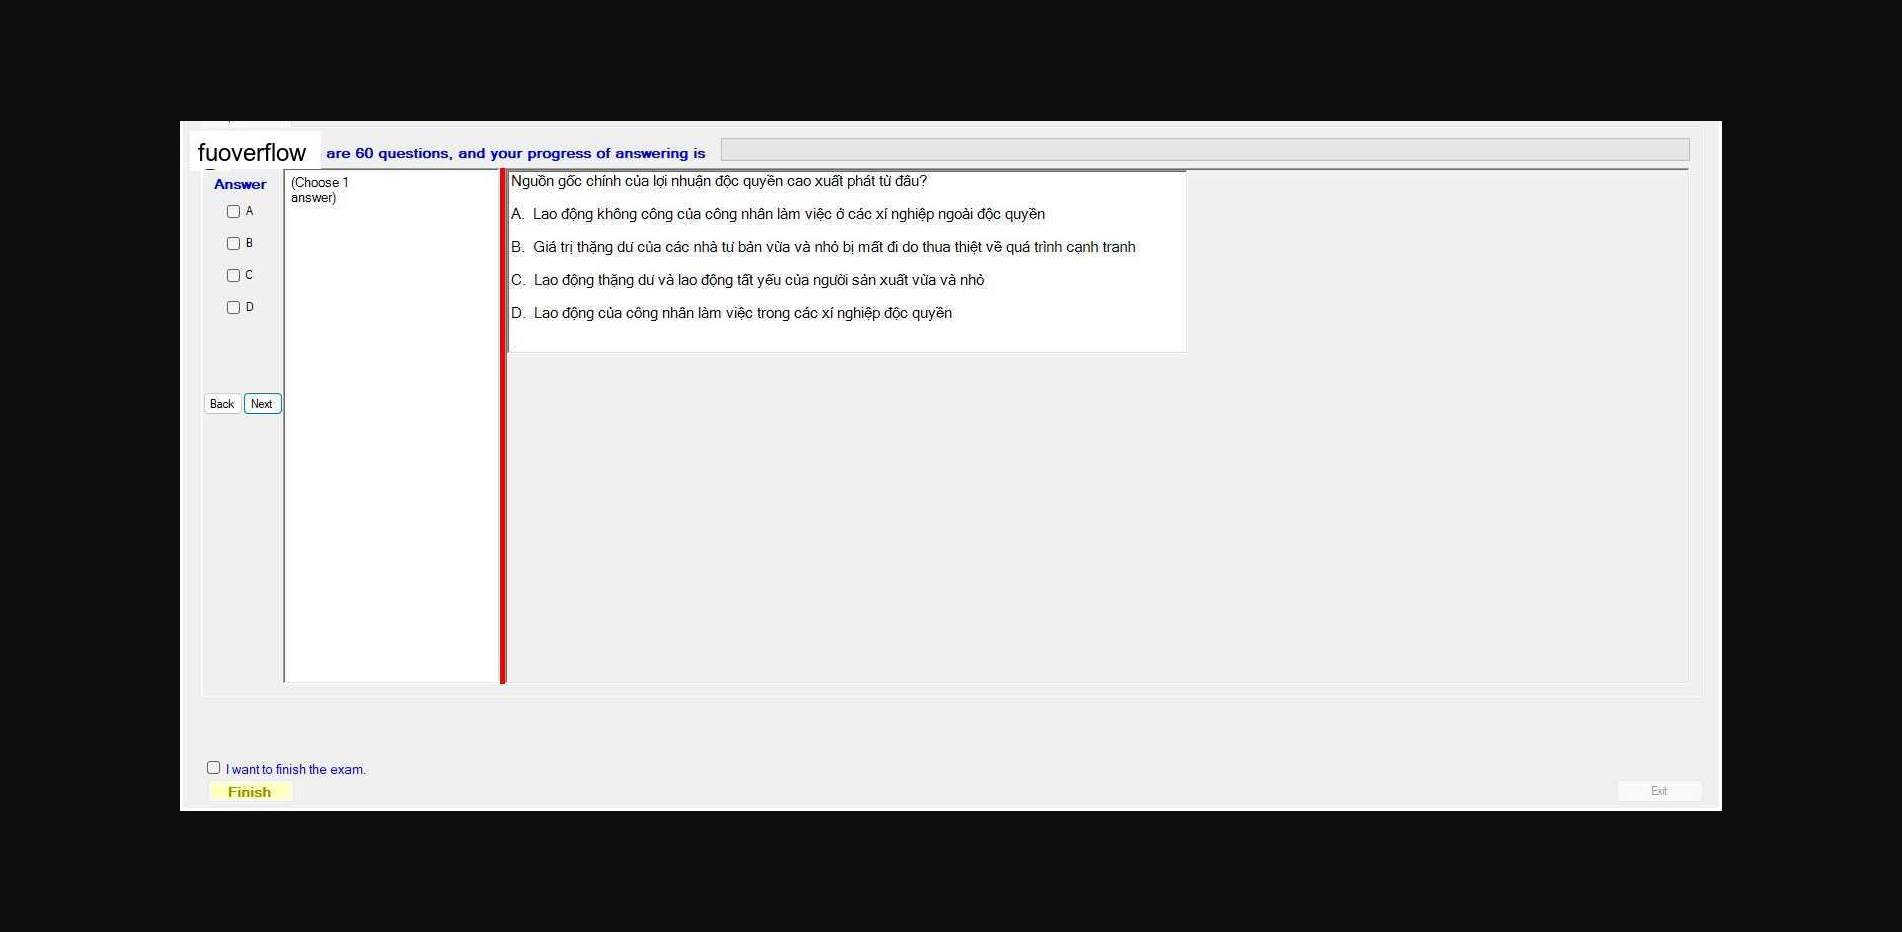 fuoverflow are 60 questions, and your progress of answering is
Answer
A
B
C
D
Back Next
(Choose 1
answer)
Nguồn gốc chính của lợi nhuận độc quyền cao xuất phát từ đâu?
A. Lao động không công của công nhân làm việc ở các xí nghiệp ngoài độc quyền
B. Giá trị thặng dư của các nhà tư bản vừa và nhỏ bị mất đi do thua thiệt về quá trình cạnh tranh
C. Lao động thặng dư và lao động tất yếu của người sản xuất vừa và nhỏ
D. Lao động của công nhân làm việc trong các xí nghiệp độc quyền
I want to finish the exam.
Finish
Exit